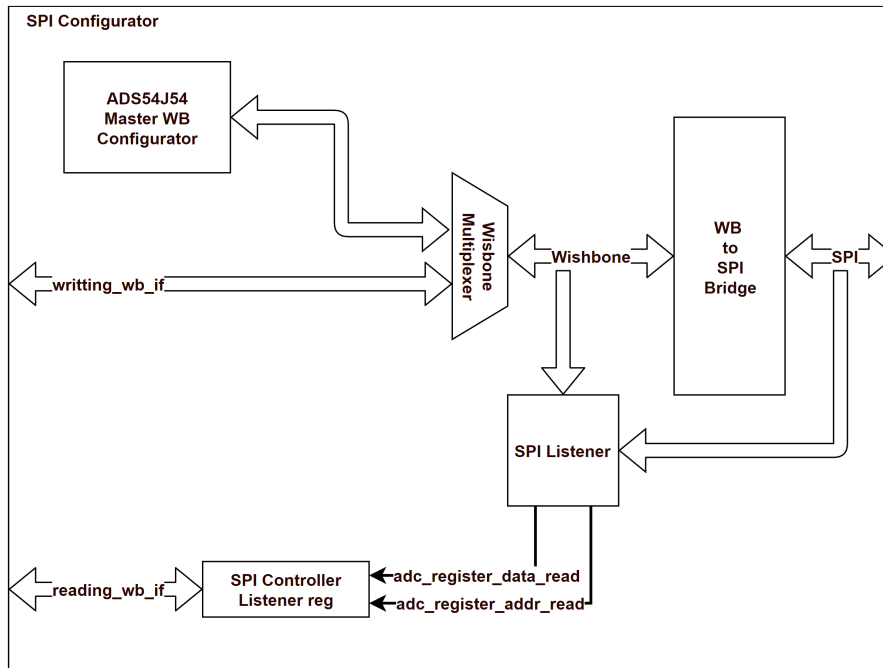 SPI Configurator
ADS54J54
Master WB
Configurator
Wisbone
Multiplexer
WB
to
SPI
Bridge
Wishbone
SPI
writting_wb_if
SPI Listener
adc_register_data_read
SPI Controller
Listener reg
reading_wb_if
adc_register_addr_read